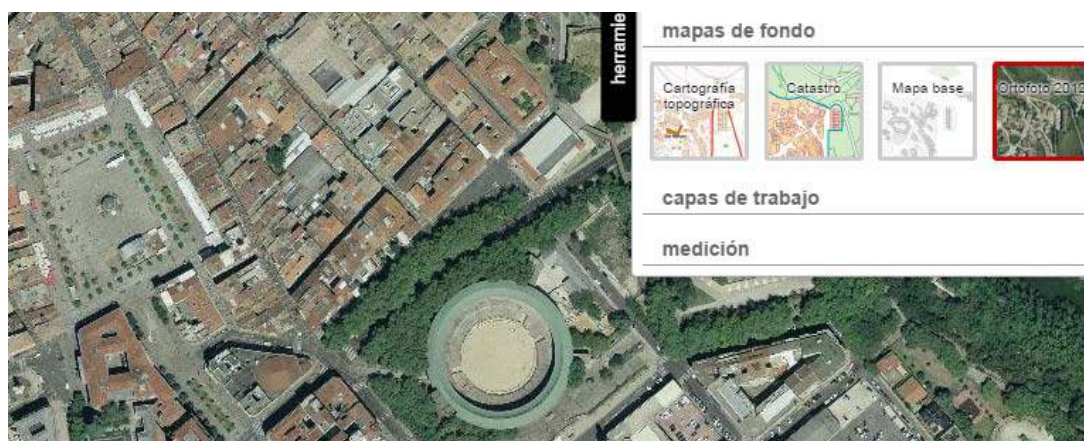 herramie
mapas de fondo
Cartografía
topográfica
Catastro
Mapa base
Ortofoto 2012
capas de trabajo
medición